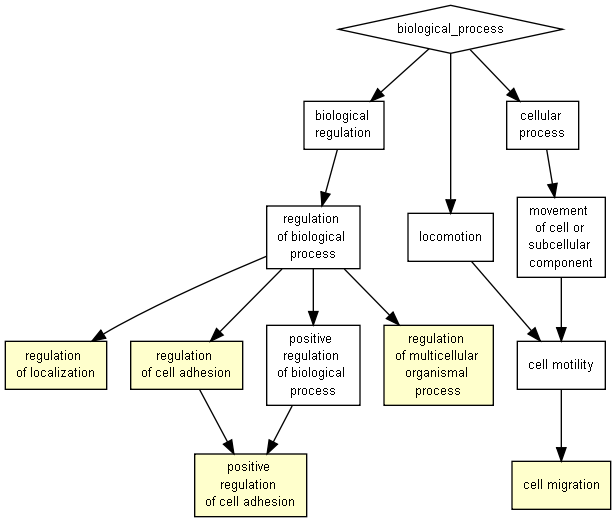 biological_process
biological
regulation
cellular
process
regulation
of biological
process
locomotion
movement
of cell or
subcellular
component
regulation
of localization
regulation
of cell adhesion
positive
regulation
of biological
process
regulation
of multicellular
organismal
process
cell motility
positive
regulation
of cell adhesion
cell migration